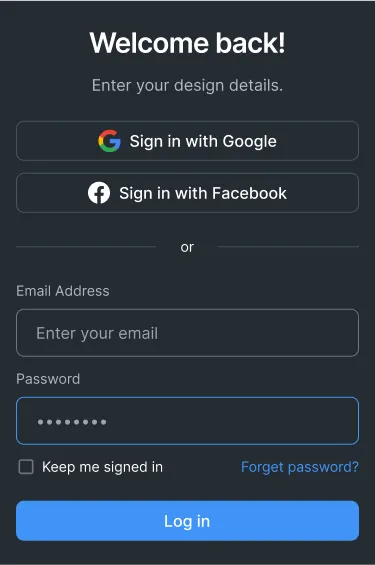 Welcome back!
Enter your design details.
Sign in with Google
Sign in with Facebook
or
Email Address
Enter your email
Password
••••••••
Keep me signed in
Forget password?
Log in